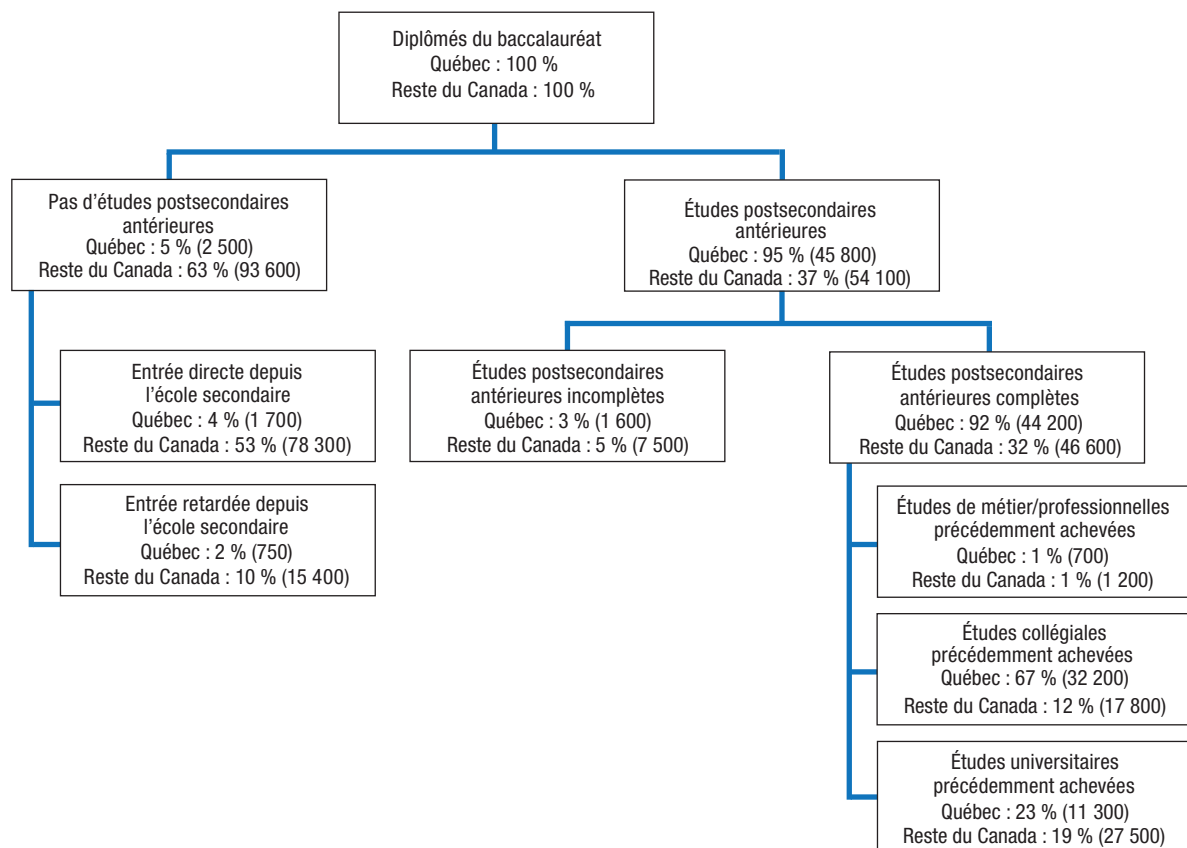 Diplômés du baccalauréat
Québec : 100 %
Reste du Canada : 100 %
Pas d'études postsecondaires
antérieures
Québec : 5 % (2 500)
Reste du Canada : 63 % (93 600)
Études postsecondaires
antérieures
Québec : 95 % (45 800)
Reste du Canada : 37 % (54 100)
Entrée directe depuis
l'école secondaire
Québec : 4 % (1 700)
Reste du Canada : 53 % (78 300)
Entrée retardée depuis
l'école secondaire
Québec : 2 % (750)
Reste du Canada : 10 % (15 400)
Études postsecondaires
antérieures incomplètes
Québec : 3 % (1 600)
Reste du Canada : 5 % (7 500)
Études postsecondaires
antérieures complètes
Québec : 92 % (44 200)
Reste du Canada : 32 % (46 600)
Études de métier/professionnelles
précédemment achevées
Québec : 1 % (700)
Reste du Canada : 1 % (1 200)
Études collégiales
précédemment achevées
Québec : 67 % (32 200)
Reste du Canada : 12 % (17 800)
Études universitaires
précédemment achevées
Québec : 23 % (11 300)
Reste du Canada : 19 % (27 500)